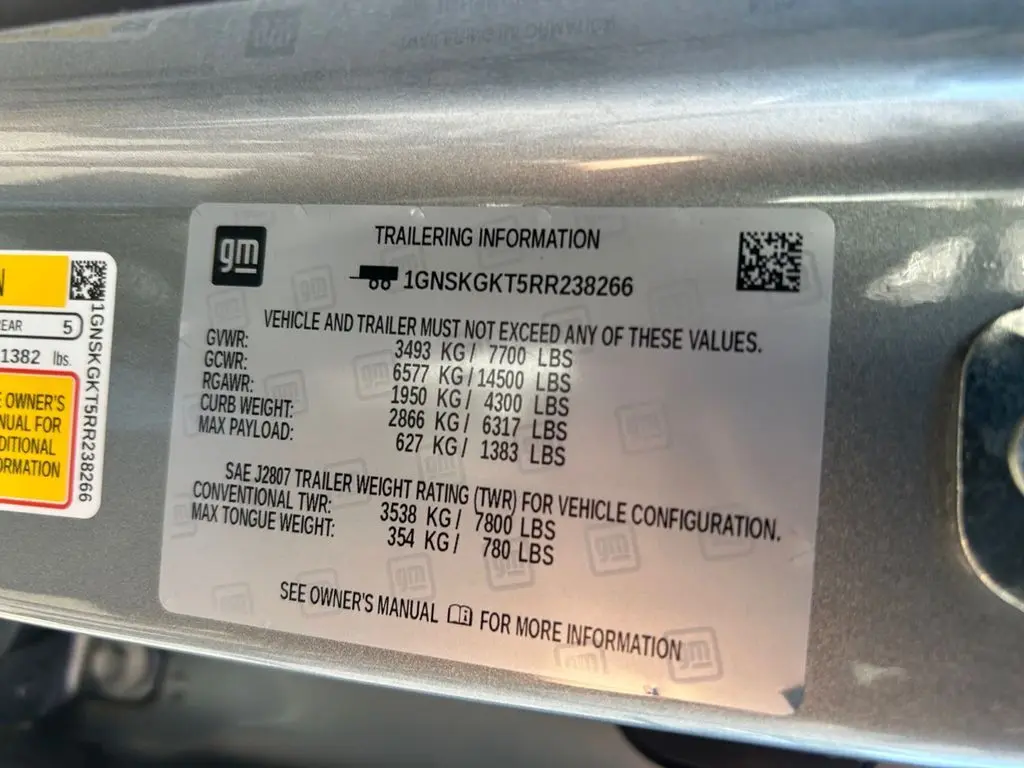 gm
TRAILERING INFORMATION
1GNSKGKT5RR238266
VEHICLE AND TRAILER MUST NOT EXCEED ANY OF THESE VALUES.
GVWR: 3493 KG/ 7700 LBS
GCWR: 6577 KG/14500 LBS
RGAWR: 1950 KG/ 4300 LBS
CURB WEIGHT: 2866 KG/ 6317 LBS
MAX PAYLOAD: 627 KG/ 1383 LBS
SAE J2807 TRAILER WEIGHT RATING (TWR) FOR VEHICLE CONFIGURATION.
CONVENTIONAL TWR: 3538 KG/ 7800 LBS
MAX TONGUE WEIGHT: 354 KG/ 780 LBS
SEE OWNER'S MANUAL FOR MORE INFORMATION
N
EAR 5
1382 lbs.
E OWNER'S
NUAL FOR
DITIONAL
ORMATION
1GNSKGKT5RR238266